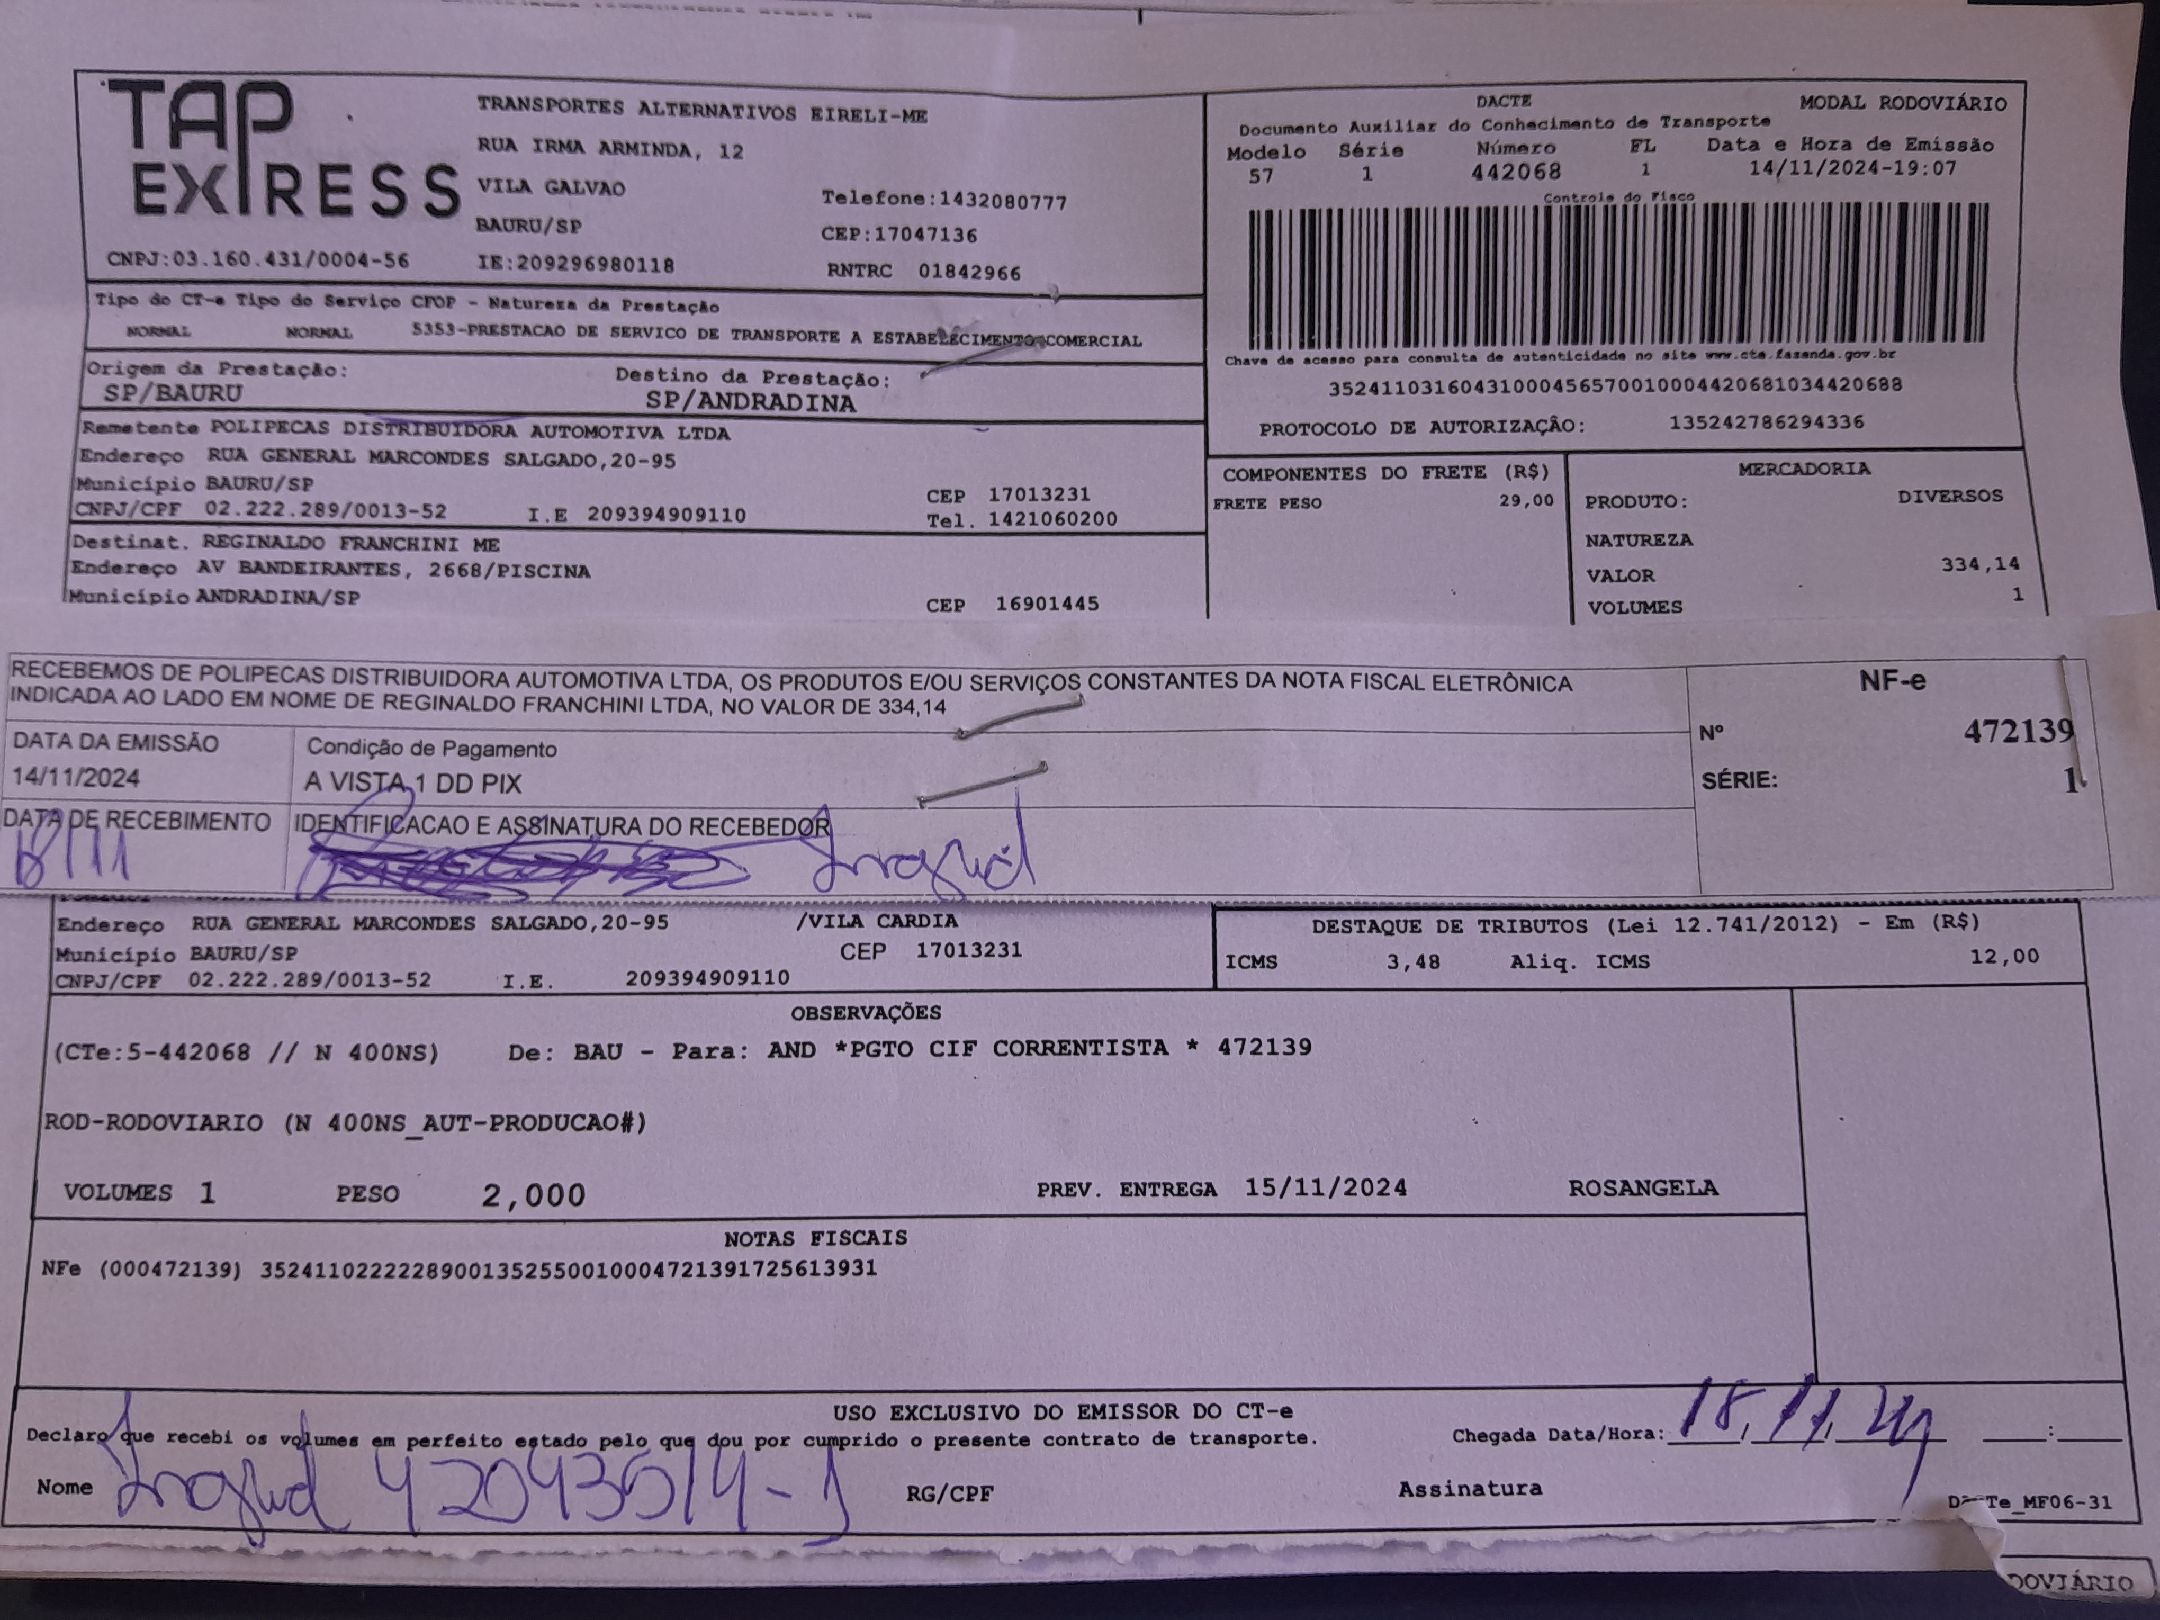 TAP EXPRESS
TRANSPORTES ALTERNATIVOS EIRELI-ME
RUA IRMA ARMINDA, 12
VILA GALVAO
Telefone:1432080777
BAURU/SP
CEP:17047136
CNPJ:03.160.431/0004-56 IE:209296980118 RNTRC 01842966
DACTE MODAL RODOVIÁRIO
Documento Auxiliar do Conhecimento de Transporte
Modelo Série Número FL Data e Hora de Emissão
57 1 442068 1 14/11/2024-19:07
Controle do Fisco
Chave de acesso para consulta de autenticidade no site www.cte.fazenda.gov.br
35241103160431000456570010004420681034420688
PROTOCOLO DE AUTORIZAÇÃO: 135242786294336
Tipo do CT-e Tipo do Serviço CFOP - Natureza da Prestação
NORMAL NORMAL 5353-PRESTACAO DE SERVICO DE TRANSPORTE A ESTABELECIMENTO COMERCIAL
Origem da Prestação: Destino da Prestação:
SP/BAURU SP/ANDRADINA
Remetente POLIPECAS DISTRIBUIDORA AUTOMOTIVA LTDA
Endereço RUA GENERAL MARCONDES SALGADO,20-95
Município BAURU/SP CEP 17013231
CNPJ/CPF 02.222.289/0013-52 I.E 209394909110 Tel. 1421060200
Destinat. REGINALDO FRANCHINI ME
Endereço AV BANDEIRANTES, 2668/PISCINA
Município ANDRADINA/SP CEP 16901445
COMPONENTES DO FRETE (R$)
FRETE PESO 29,00
MERCADORIA
PRODUTO: DIVERSOS
NATUREZA
VALOR 334,14
VOLUMES 1
RECEBEMOS DE POLIPECAS DISTRIBUIDORA AUTOMOTIVA LTDA, OS PRODUTOS E/OU SERVIÇOS CONSTANTES DA NOTA FISCAL ELETRÔNICA
INDICADA AO LADO EM NOME DE REGINALDO FRANCHINI LTDA, NO VALOR DE 334,14
NF-e
Nº 472139
SÉRIE: 1
DATA DA EMISSÃO Condição de Pagamento
14/11/2024 A VISTA 1 DD PIX
DATA DE RECEBIMENTO IDENTIFICACAO E ASSINATURA DO RECEBEDOR
18/11 Ingrid
Endereço RUA GENERAL MARCONDES SALGADO,20-95 /VILA CARDIA
Município BAURU/SP CEP 17013231
CNPJ/CPF 02.222.289/0013-52 I.E. 209394909110
DESTAQUE DE TRIBUTOS (Lei 12.741/2012) - Em (R$)
ICMS 3,48 Aliq. ICMS 12,00
OBSERVAÇÕES
(CTe:5-442068 // N 400NS) De: BAU - Para: AND *PGTO CIF CORRENTISTA * 472139
ROD-RODOVIARIO (N 400NS_AUT-PRODUCAO#)
VOLUMES 1 PESO 2,000 PREV. ENTREGA 15/11/2024 ROSANGELA
NOTAS FISCAIS
NFe (000472139) 35241102222289001352550010004721391725613931
USO EXCLUSIVO DO EMISSOR DO CT-e
Declaro que recebi os volumes em perfeito estado pelo que dou por cumprido o presente contrato de transporte. Chegada Data/Hora: 18,11,24 :
Nome Ingrid RG/CPF Assinatura
MF06-31